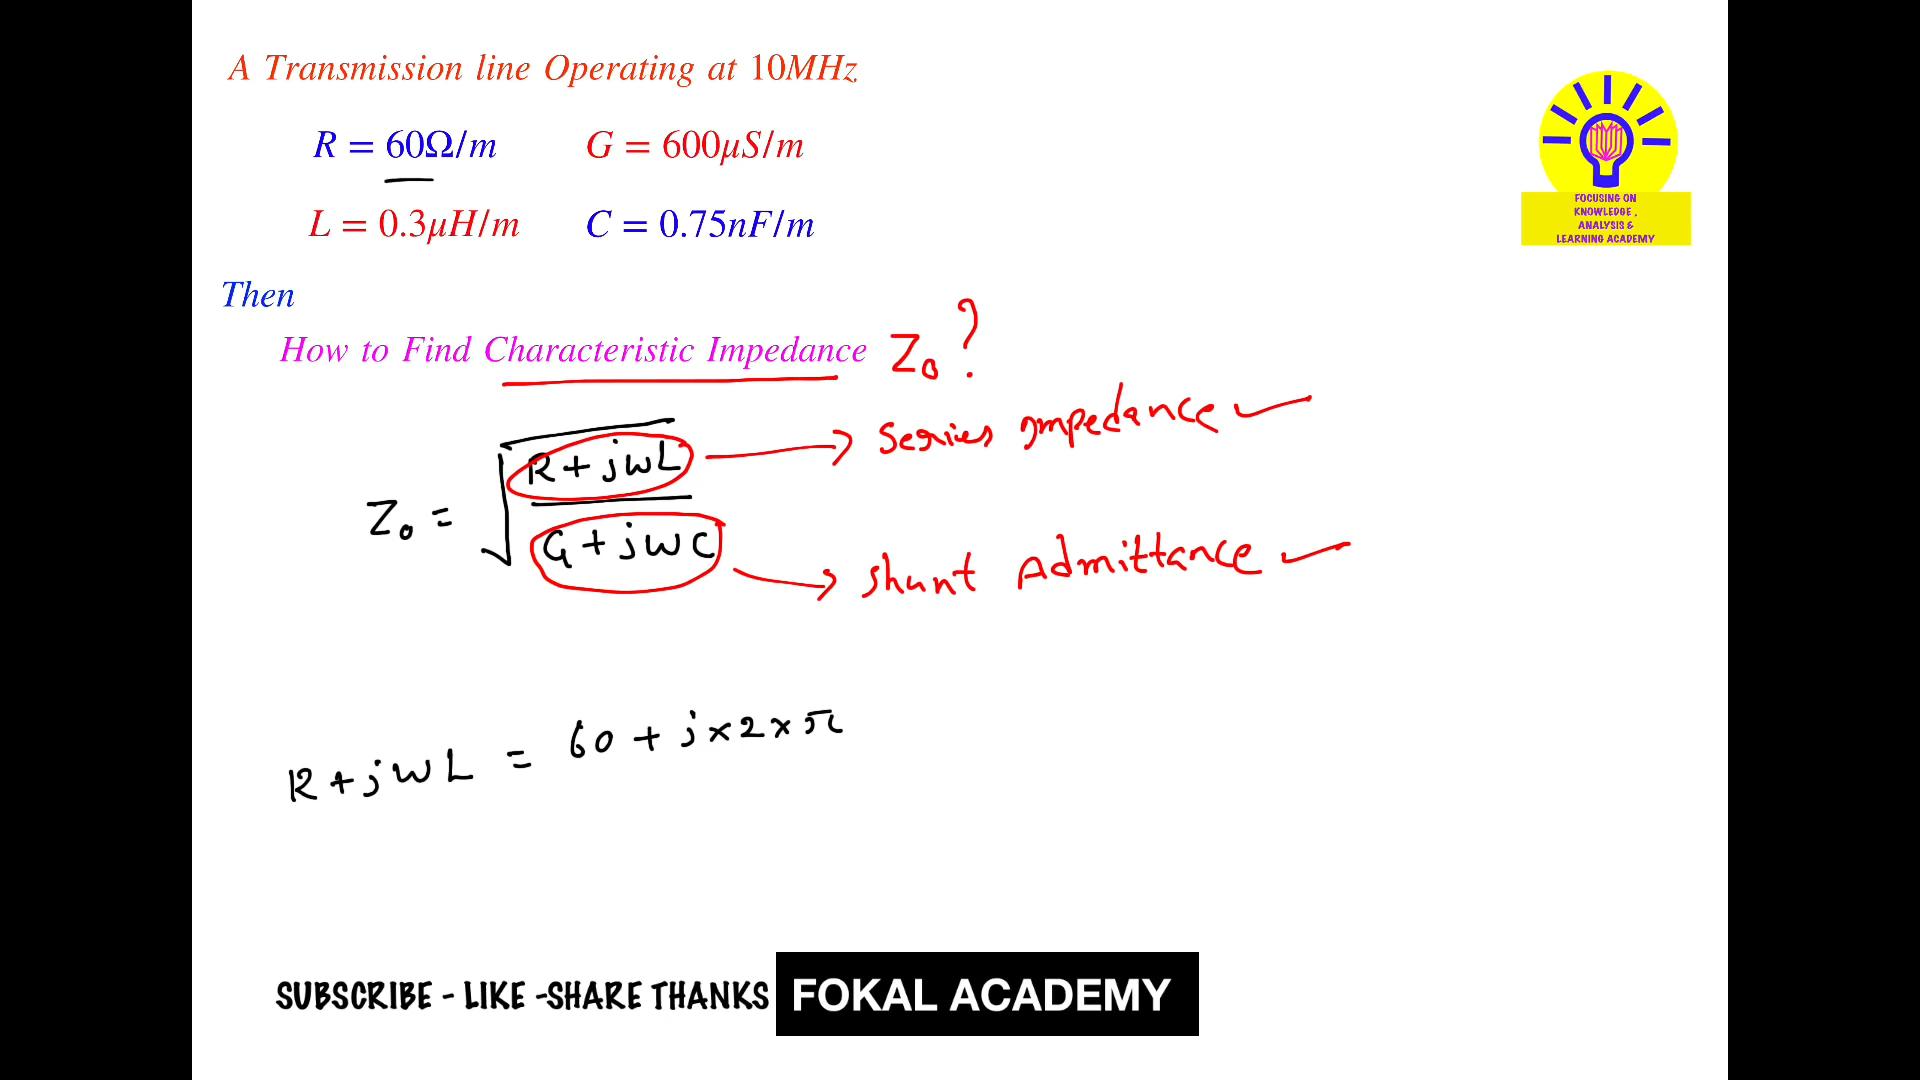 A Transmission line Operating at 10MHz
R = 60Ω/m G = 600μS/m
L = 0.3μH/m C = 0.75nF/m
Then
How to Find Characteristic Impedance Z₀ ?
Z₀ = √ R + jwL / G + jwC
→ Series Impedance
→ Shunt Admittance
R + jwL = 60 + j×2×π
FOCUSING ON
KNOWLEDGE ,
ANALYSIS &
LEARNING ACADEMY
SUBSCRIBE - LIKE -SHARE THANKS FOKAL ACADEMY